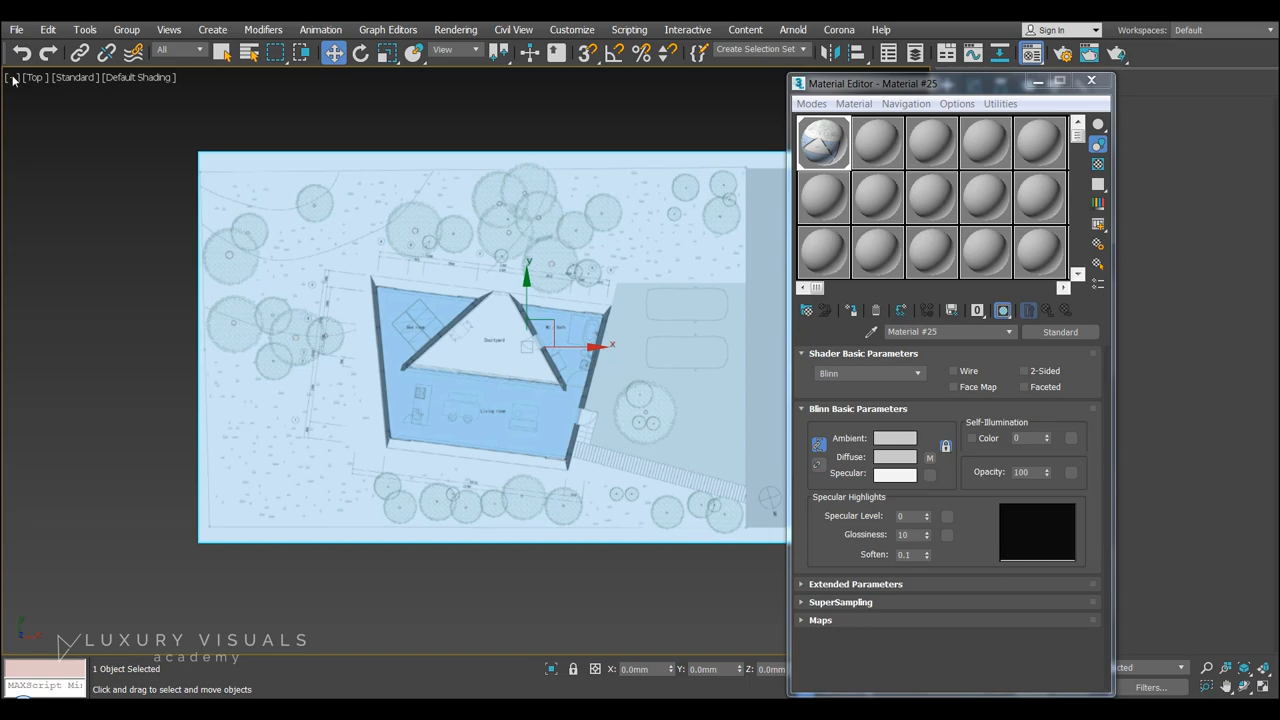 File Edit Tools Group Views Create Modifiers Animation Graph Editors Rendering Civil View Customize Scripting Interactive Content Arnold Corona Help Sign In Workspaces: Default
All View Create Selection Set
[Top ] [Standard ] [Default Shading ]
Material Editor - Material #25
Modes Material Navigation Options Utilities
y
x
Courtyard
Living room
Material #25 Standard
Shader Basic Parameters
Blinn Wire 2-Sided
Face Map Faceted
Blinn Basic Parameters
Self-Illumination
Ambient: Color 0
Diffuse: M
Specular: Opacity: 100
Specular Highlights
Specular Level: 0
Glossiness: 10
Soften: 0.1
Extended Parameters
SuperSampling
Maps
LUXURY VISUALS
academy
1 Object Selected X: 0.0mm Y: 0.0mm Z: 0.0mm
MAXScript Mi Click and drag to select and move objects Filters...